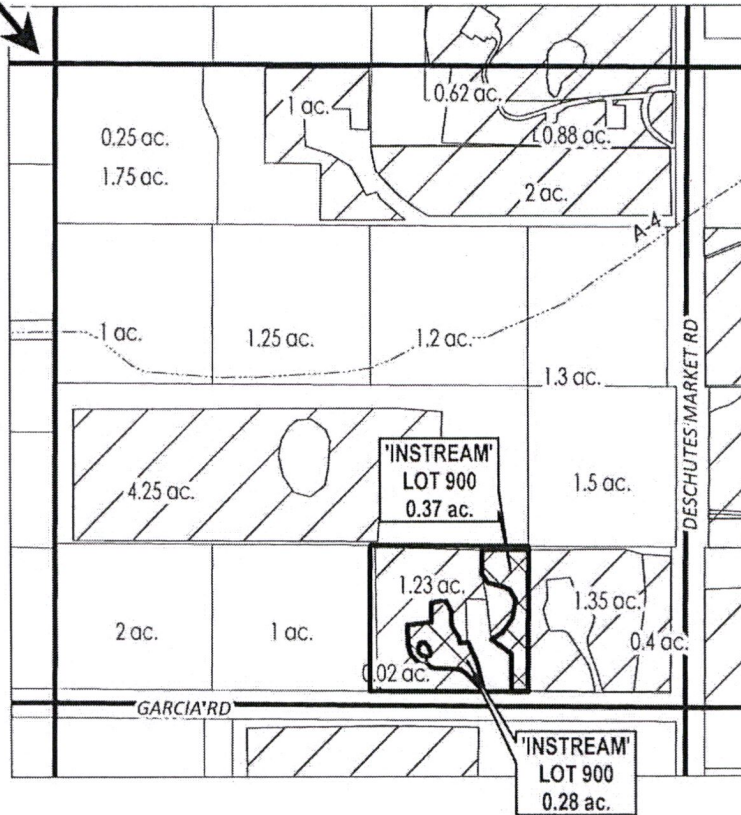 0.62 ac.
1 ac.
0.25 ac.
0.88 ac.
1.75 ac.
2 ac.
A-4
1 ac.
1.25 ac.
1.2 ac.
1.3 ac.
DESCHUTES MARKET RD
'INSTREAM'
LOT 900
0.37 ac.
4.25 ac.
1.5 ac.
1.23 ac.
1.35 ac.
2 ac.
1 ac.
0.4 ac.
0.02 ac.
GARCIA RD
'INSTREAM'
LOT 900
0.28 ac.